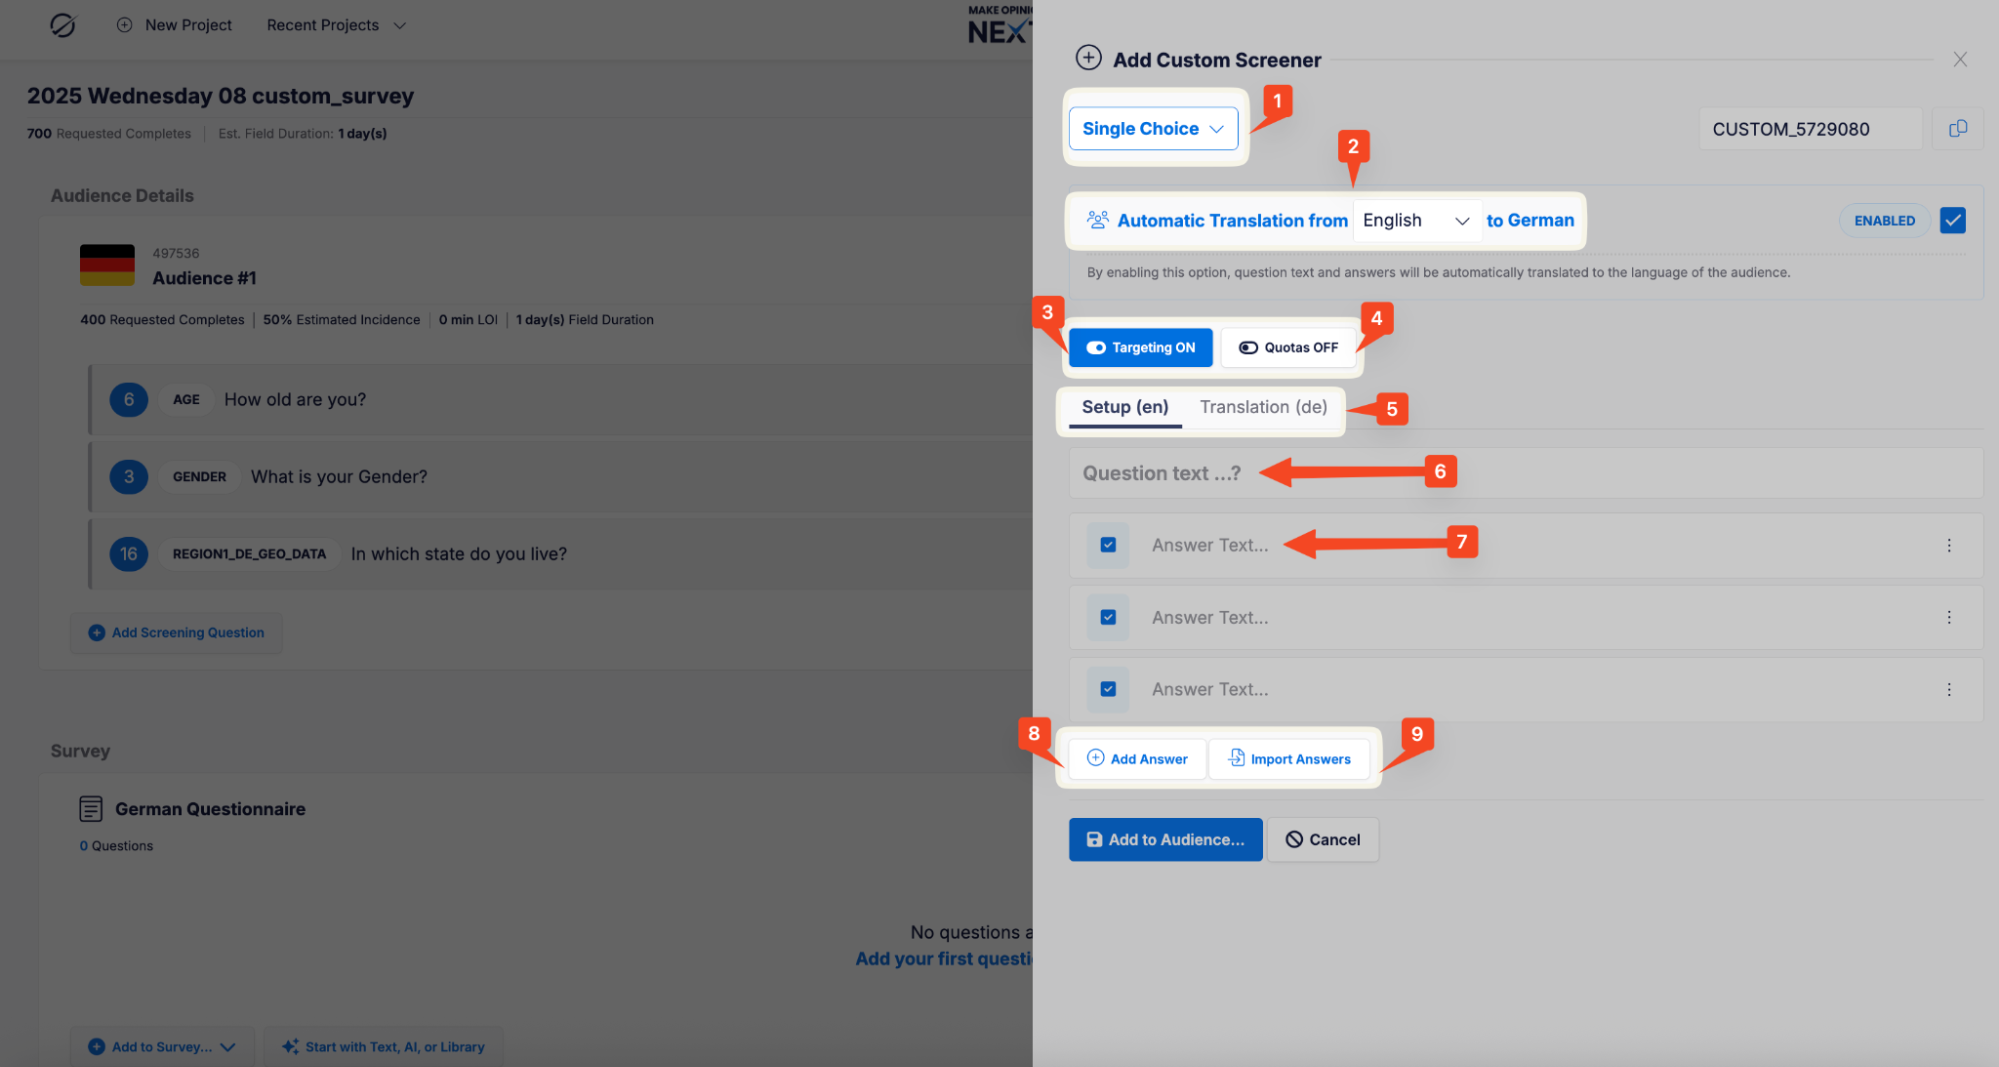 New Project
Recent Projects
MAKE OPINI
NEXT
2025 Wednesday 08 custom_survey
700 Requested Completes
Est. Field Duration: 1 day(s)
Audience Details
497536
Audience #1
400 Requested Completes
50% Estimated Incidence
0 min LOI
1 day(s) Field Duration
6 AGE How old are you?
3 GENDER What is your Gender?
16 REGION1_DE_GEO_DATA In which state do you live?
Add Screening Question
Survey
German Questionnaire
0 Questions
No questions a
Add your first questi
Add to Survey...
Start with Text, AI, or Library
Add Custom Screener
1
Single Choice
CUSTOM_5729080
2
Automatic Translation from English to German
ENABLED
By enabling this option, question text and answers will be automatically translated to the language of the audience.
3
4
Targeting ON
Quotas OFF
Setup (en)
Translation (de)
5
Question text ...?
6
Answer Text...
7
Answer Text...
Answer Text...
8
9
Add Answer
Import Answers
Add to Audience...
Cancel